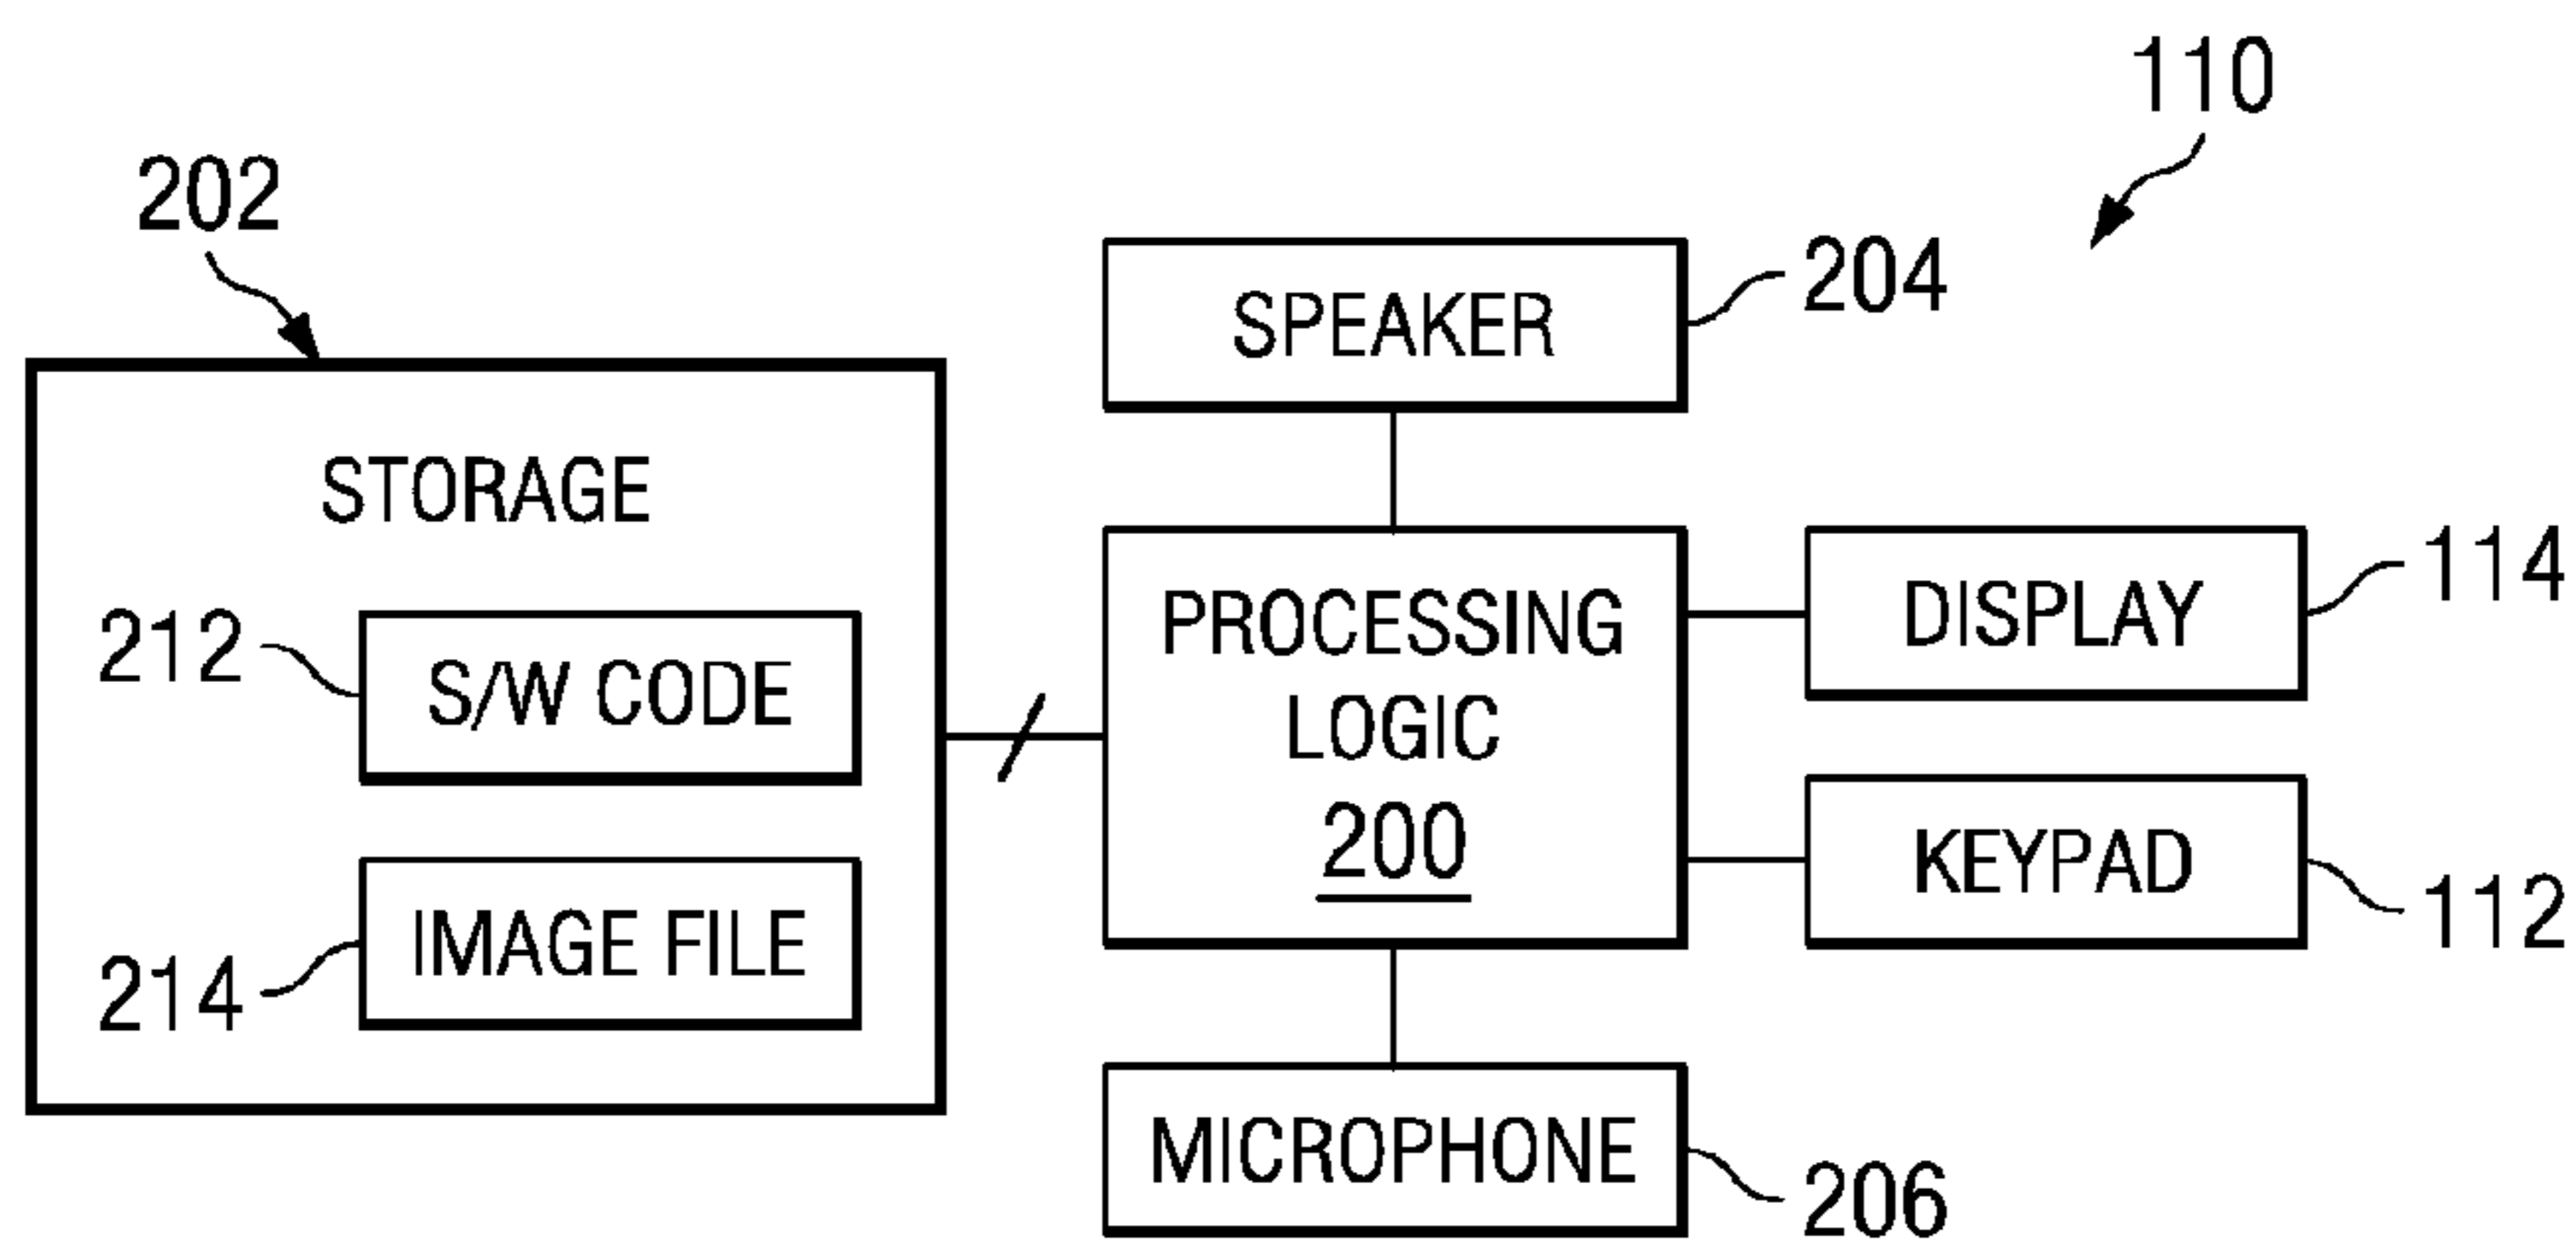 110
202
SPEAKER
204
STORAGE
212
S/W CODE
214
IMAGE FILE
PROCESSING
LOGIC
200
DISPLAY
114
KEYPAD
112
MICROPHONE
206